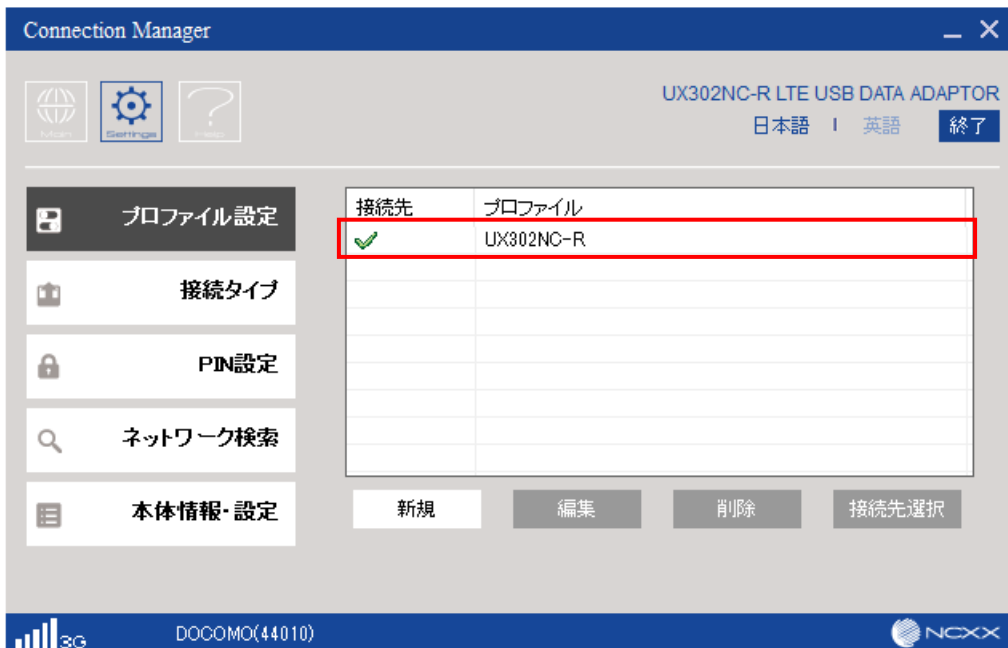 Connection Manager
Main
Settings
Help
UX302NC-R LTE USB DATA ADAPTOR
日本語 | 英語 終了
プロファイル設定
接続タイプ
PIN設定
ネットワーク検索
本体情報・設定
接続先 プロファイル
UX302NC-R
新規 編集 削除 接続先選択
3G DOCOMO(44010) NCXX